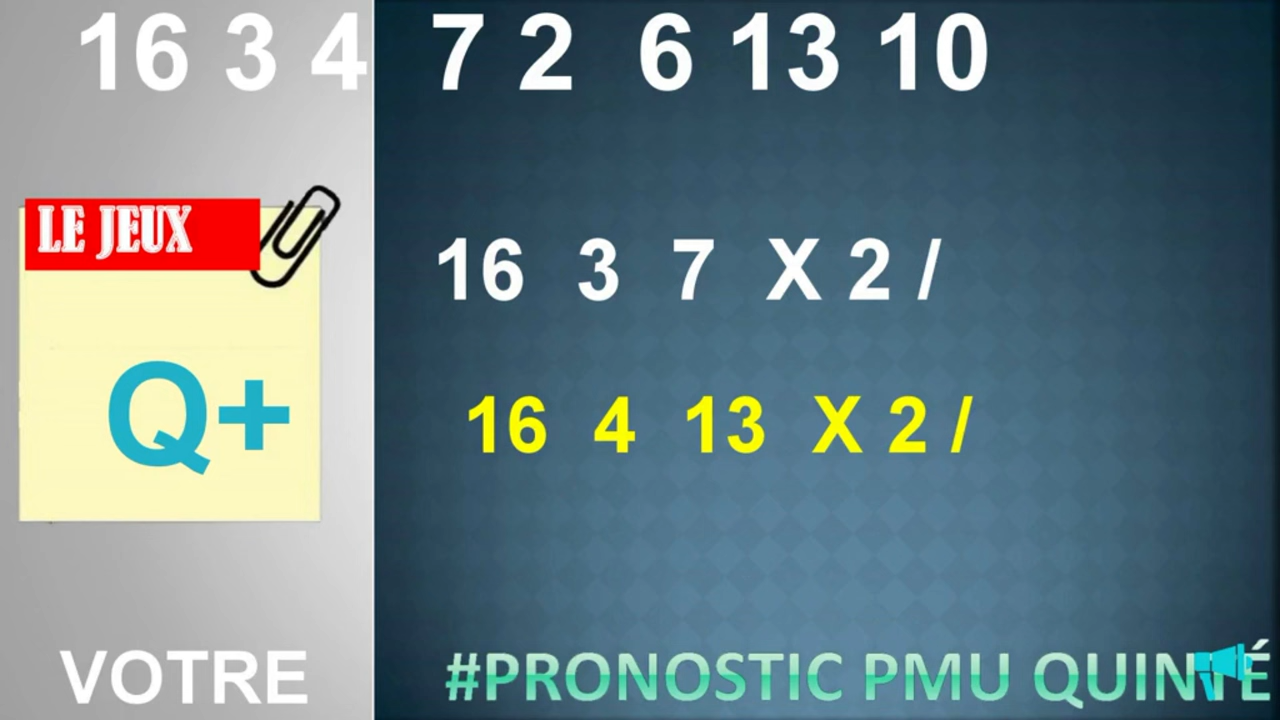 16 3 4 7 2 6 13 10
LE JEUX
16 3 7 X 2 /
Q+
16 4 13 X 2 /
VOTRE #PRONOSTIC PMU QUINTÉ